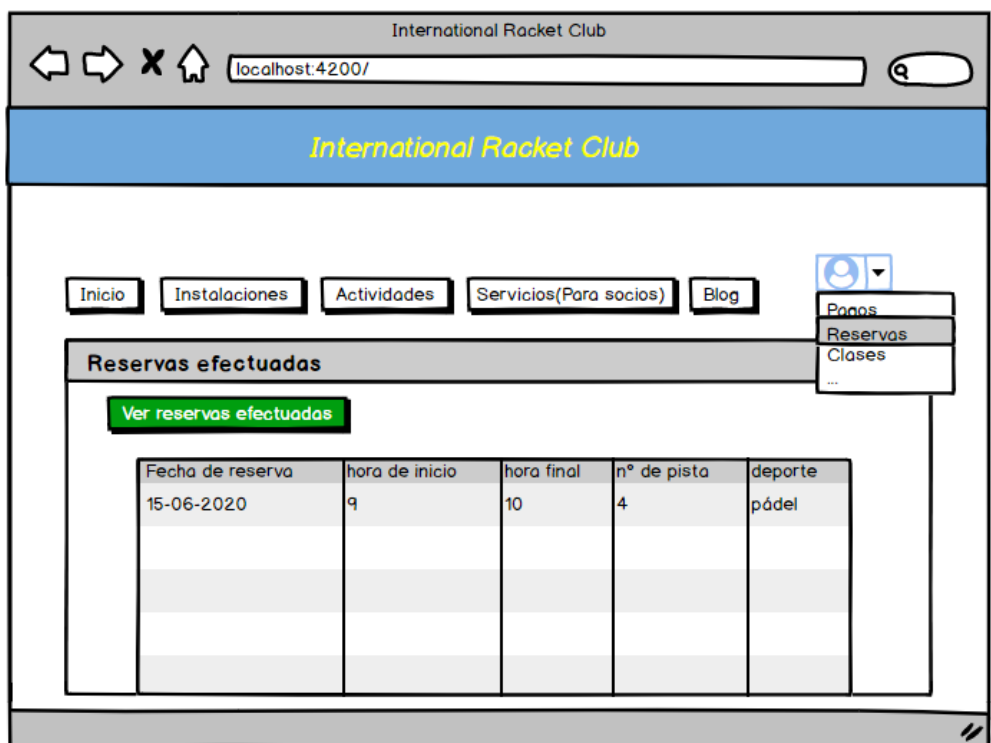 International Racket Club
localhost:4200/
International Racket Club
Inicio Instalaciones Actividades Servicios(Para socios) Blog
Pagos
Reservas
Clases
...
Reservas efectuadas
Ver reservas efectuadas
Fecha de reserva hora de inicio hora final nº de pista deporte
15-06-2020 9 10 4 pádel